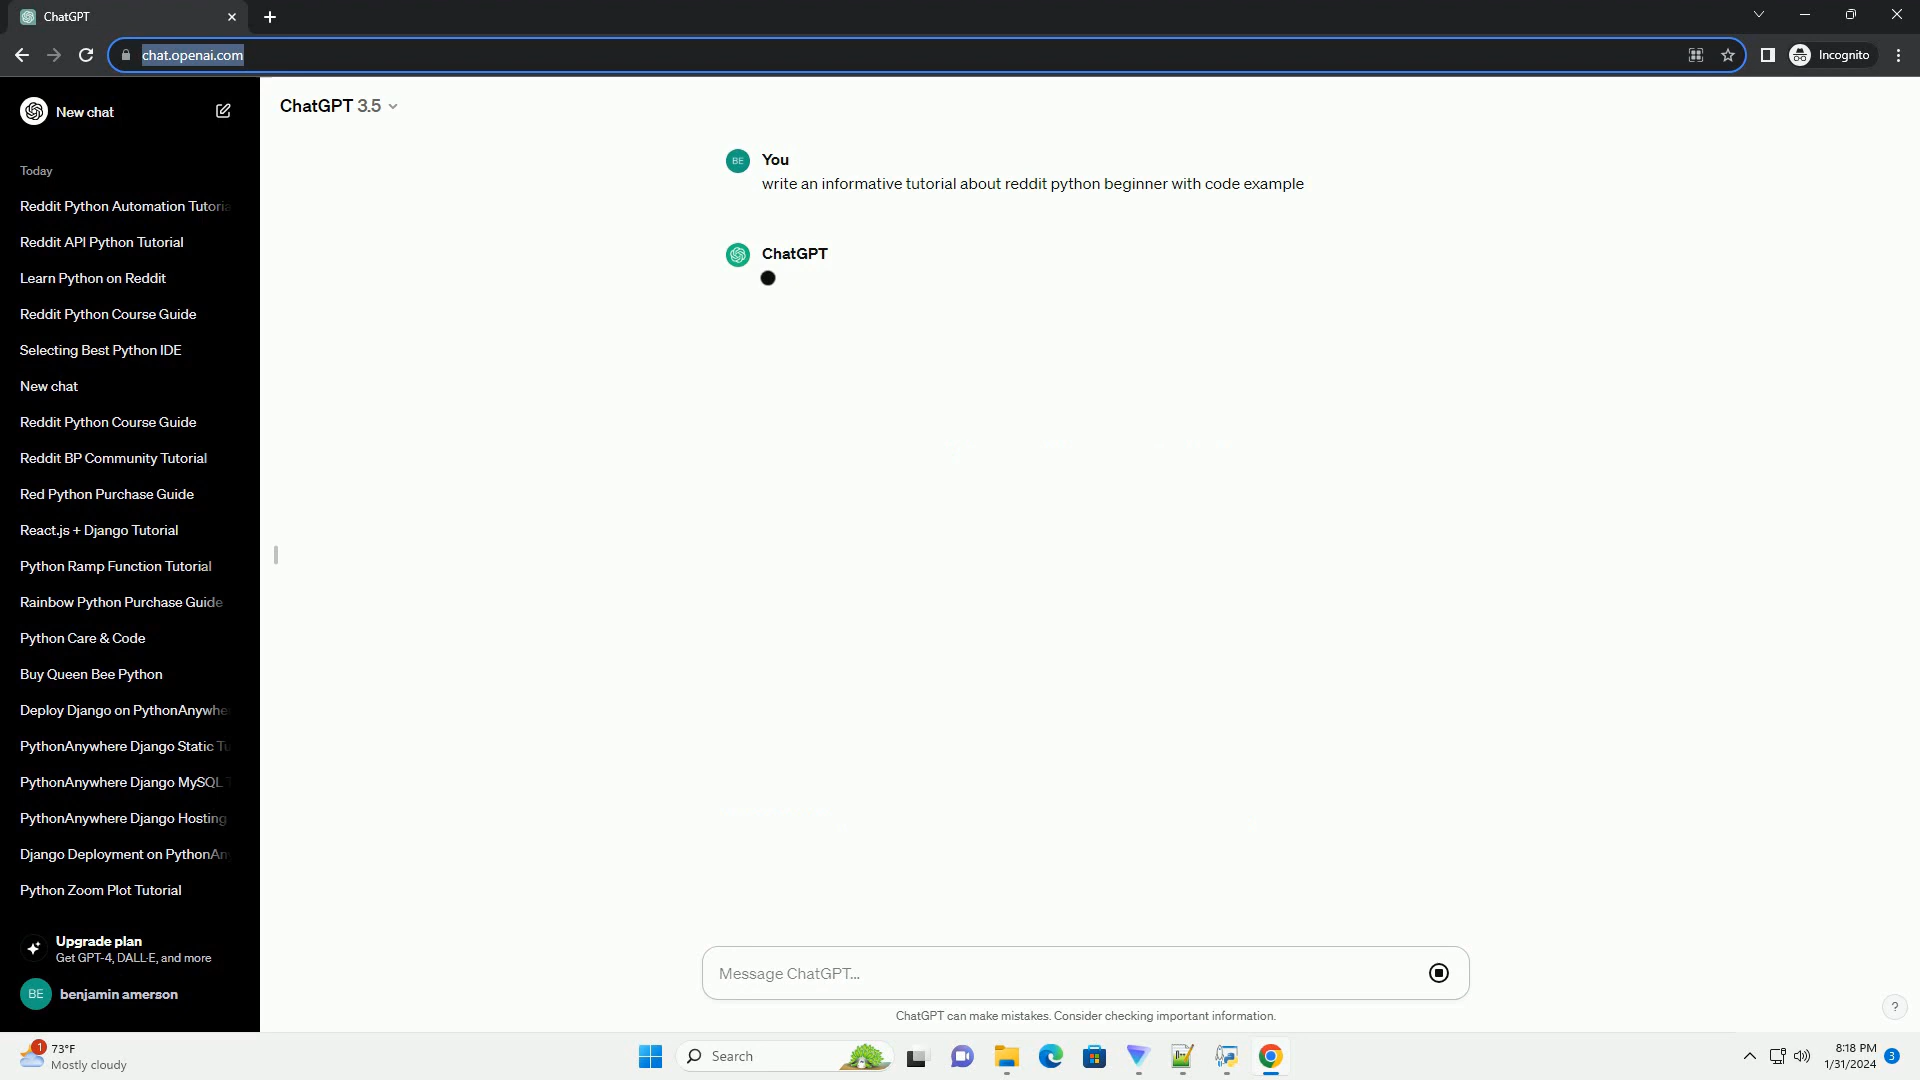 ChatGPT
chat.openai.com
Incognito
New chat
ChatGPT 3.5
Today
Reddit Python Automation Tutoria
Reddit API Python Tutorial
Learn Python on Reddit
Reddit Python Course Guide
Selecting Best Python IDE
New chat
Reddit Python Course Guide
Reddit BP Community Tutorial
Red Python Purchase Guide
React.js + Django Tutorial
Python Ramp Function Tutorial
Rainbow Python Purchase Guide
Python Care & Code
Buy Queen Bee Python
Deploy Django on PythonAnywhe
PythonAnywhere Django Static Tu
PythonAnywhere Django MySQL T
PythonAnywhere Django Hosting
Django Deployment on PythonAny
Python Zoom Plot Tutorial
Upgrade plan
Get GPT-4, DALL·E, and more
BE
benjamin amerson
BE
You
write an informative tutorial about reddit python beginner with code example
ChatGPT
Message ChatGPT...
ChatGPT can make mistakes. Consider checking important information.
?
1
73°F
Mostly cloudy
Search
8:18 PM
1/31/2024
3